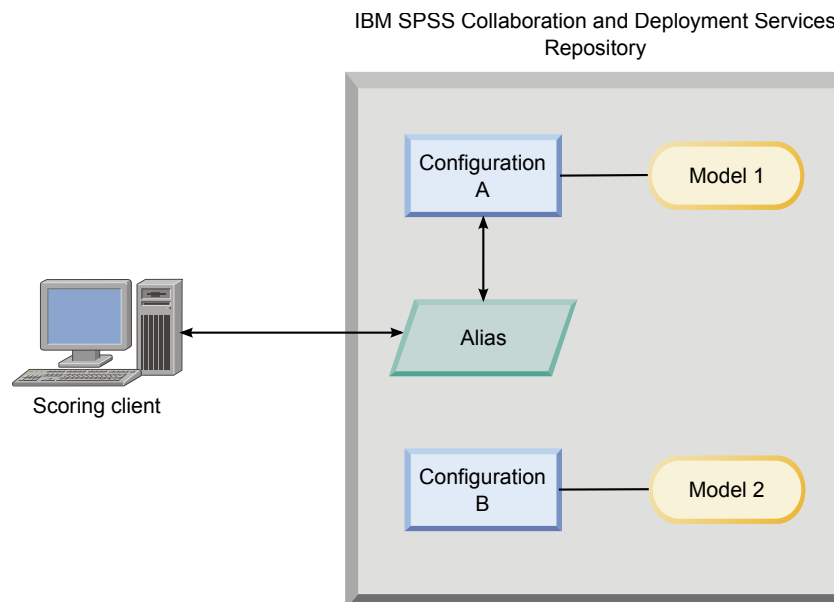 IBM SPSS Collaboration and Deployment Services
Repository
Configuration
A
Model 1
Alias
Scoring client
Configuration
B
Model 2